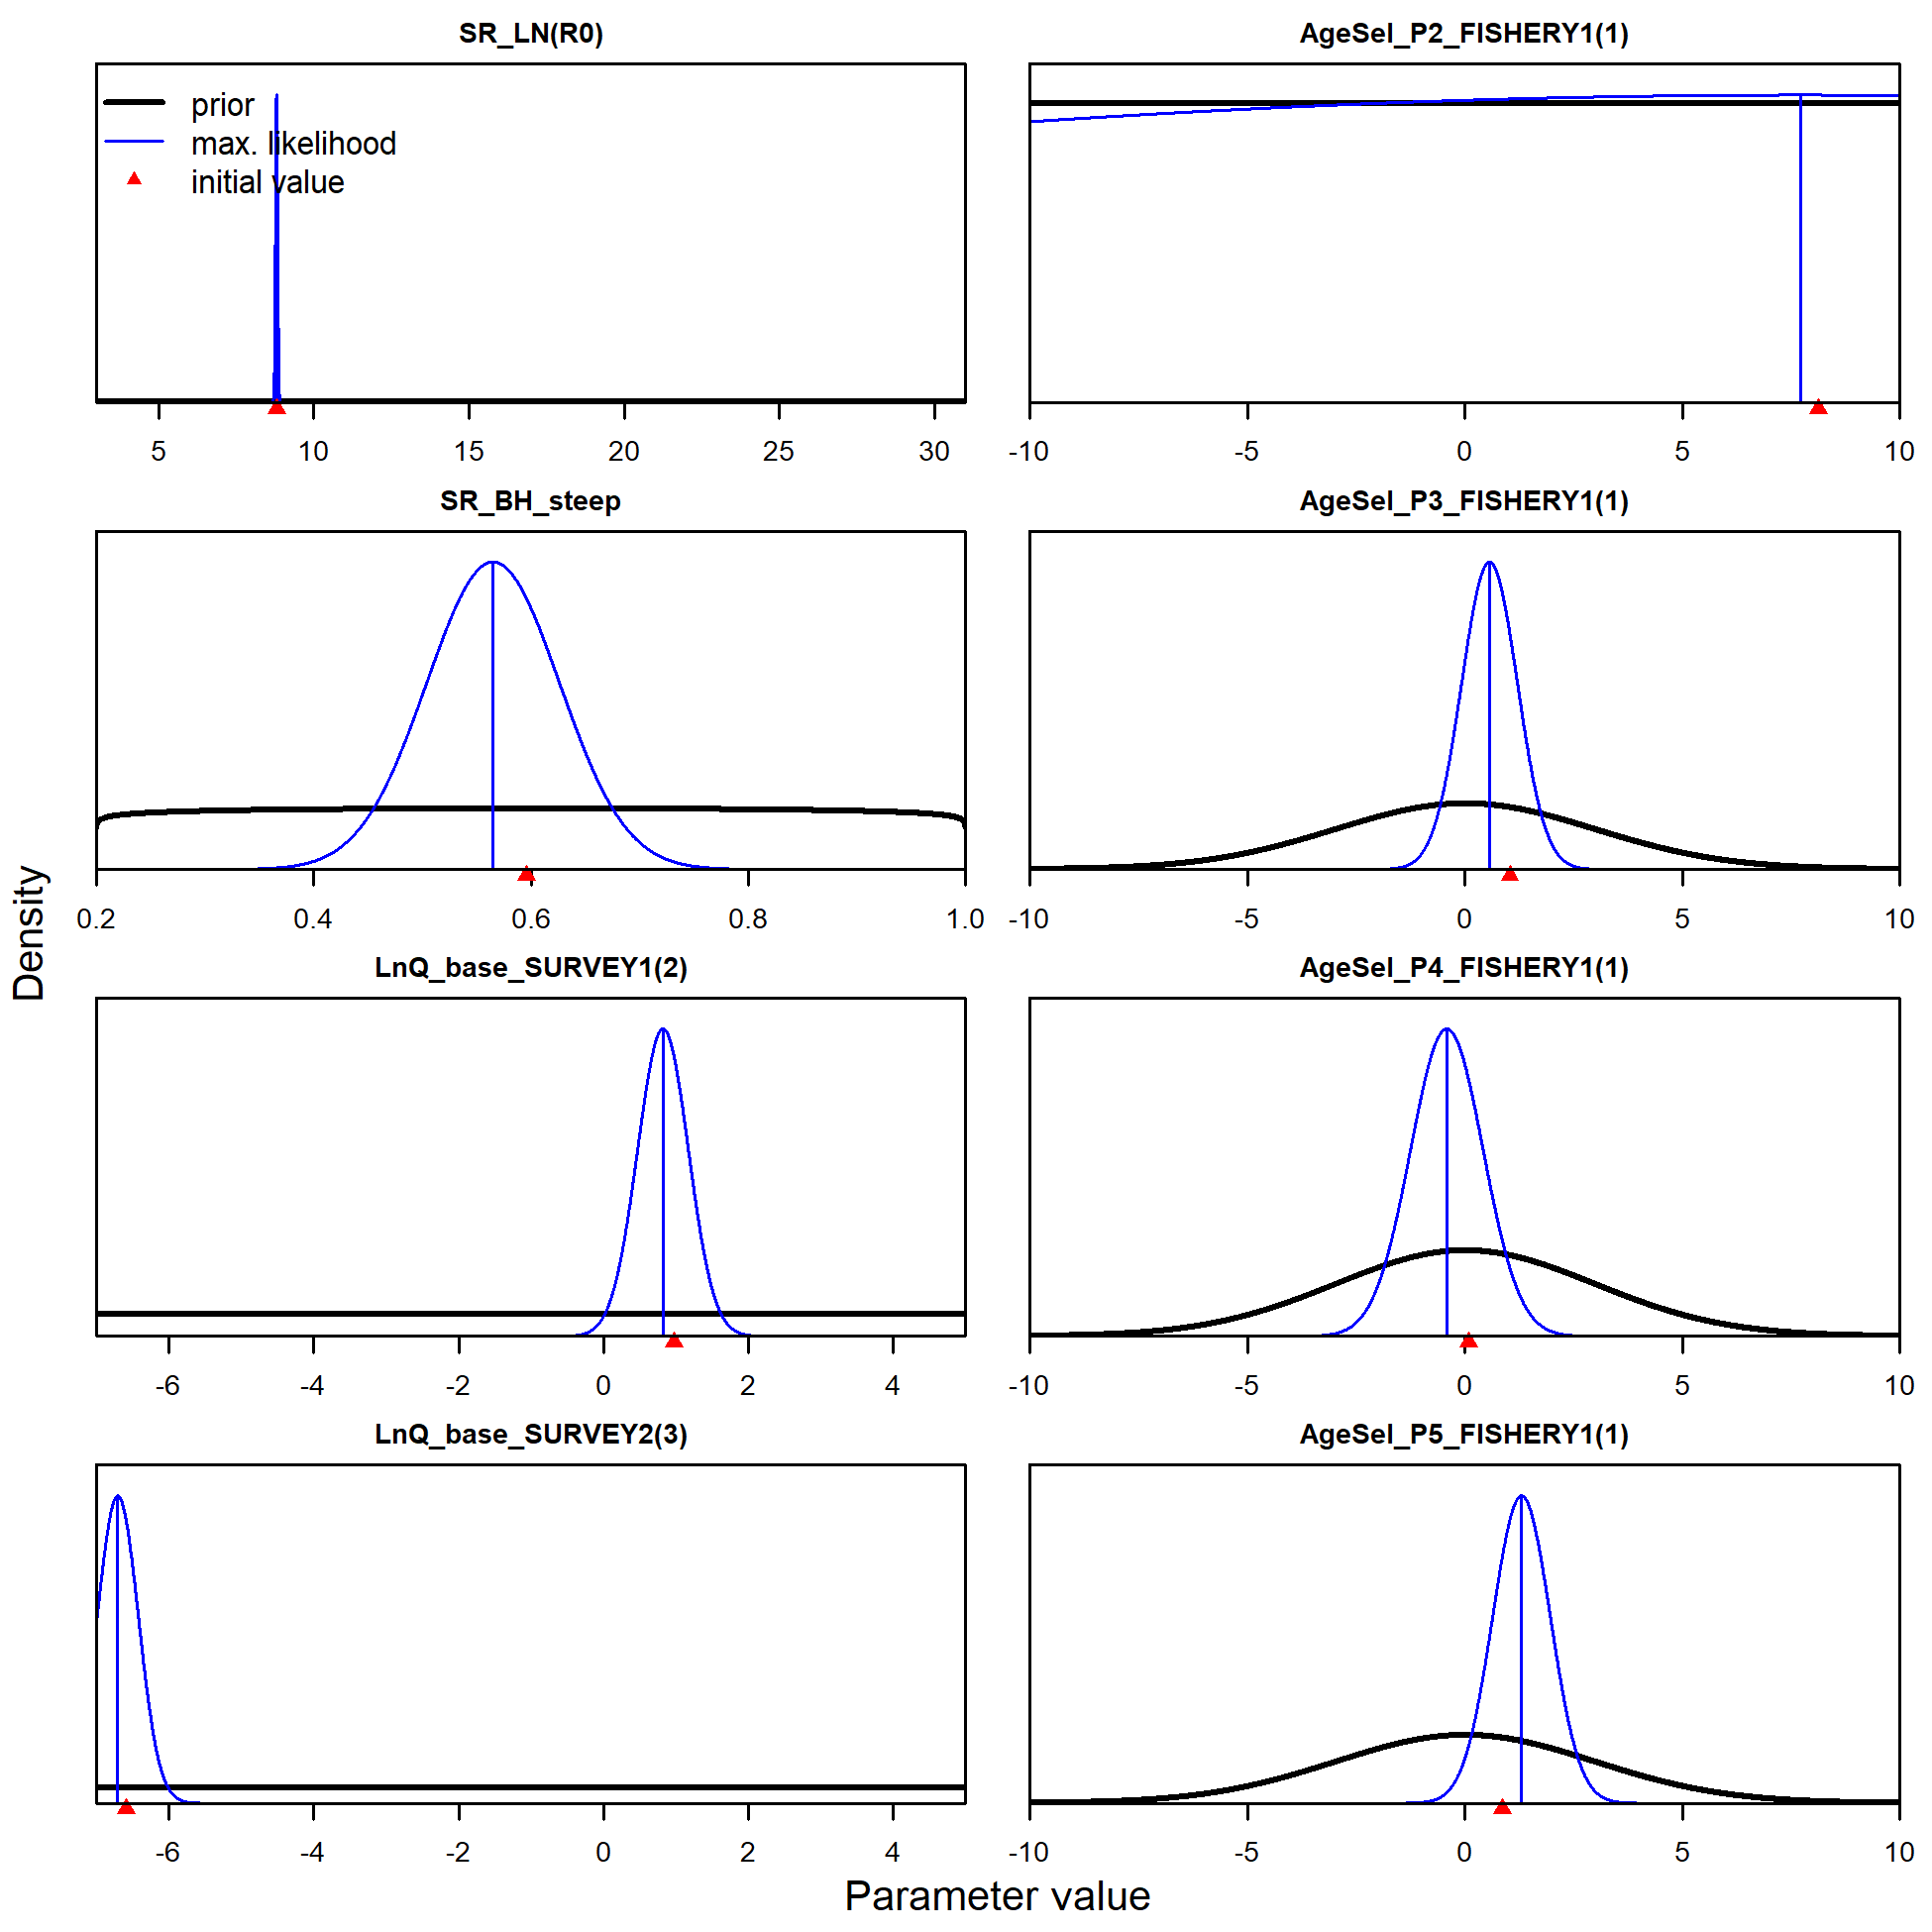 SR_LN(R0)
prior
max. likelihood
initial value
5 10 15 20 25 30
AgeSel_P2_FISHERY1(1)
-10 -5 0 5 10
SR_BH_steep
0.2 0.4 0.6 0.8 1.0
AgeSel_P3_FISHERY1(1)
-10 -5 0 5 10
LnQ_base_SURVEY1(2)
-6 -4 -2 0 2 4
AgeSel_P4_FISHERY1(1)
-10 -5 0 5 10
LnQ_base_SURVEY2(3)
-6 -4 -2 0 2 4
AgeSel_P5_FISHERY1(1)
-10 -5 0 5 10
Density
Parameter value